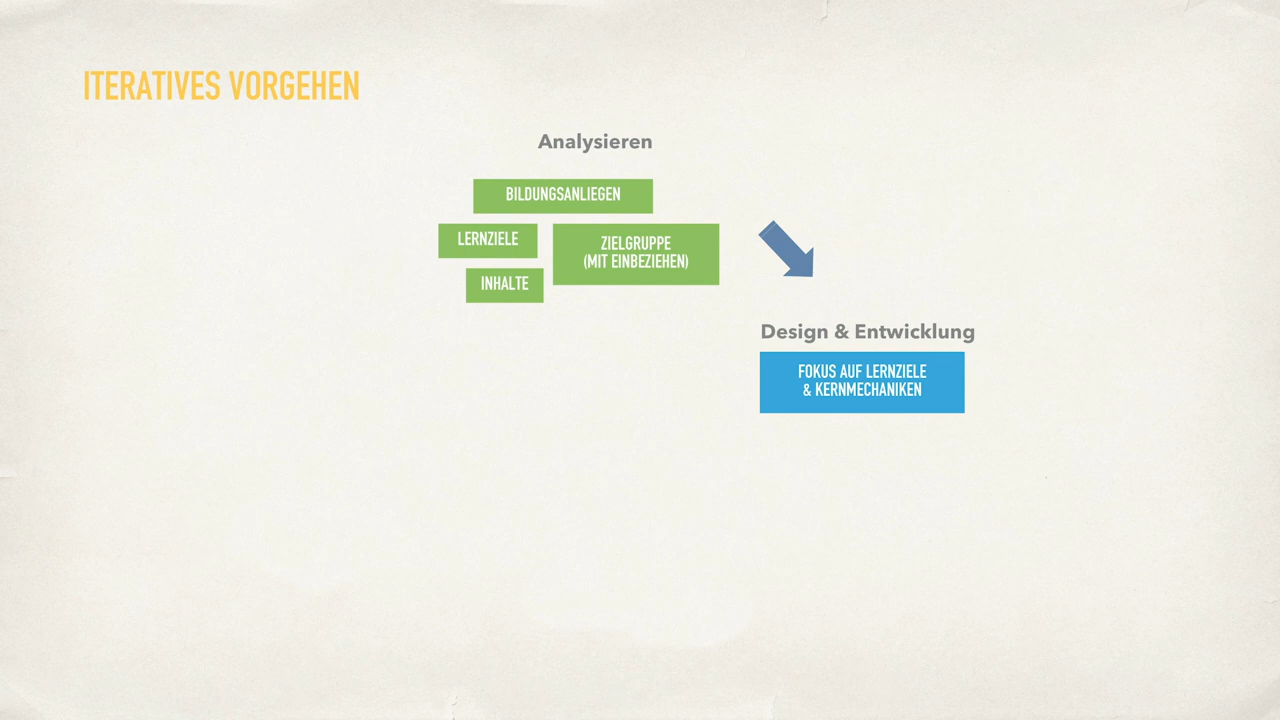 ITERATIVES VORGEHEN
Analysieren
BILDUNGSANLIEGEN
LERNZIELE
ZIELGRUPPE
(MIT EINBEZIEHEN)
INHALTE
Design & Entwicklung
FOKUS AUF LERNZIELE
& KERNMECHANIKEN